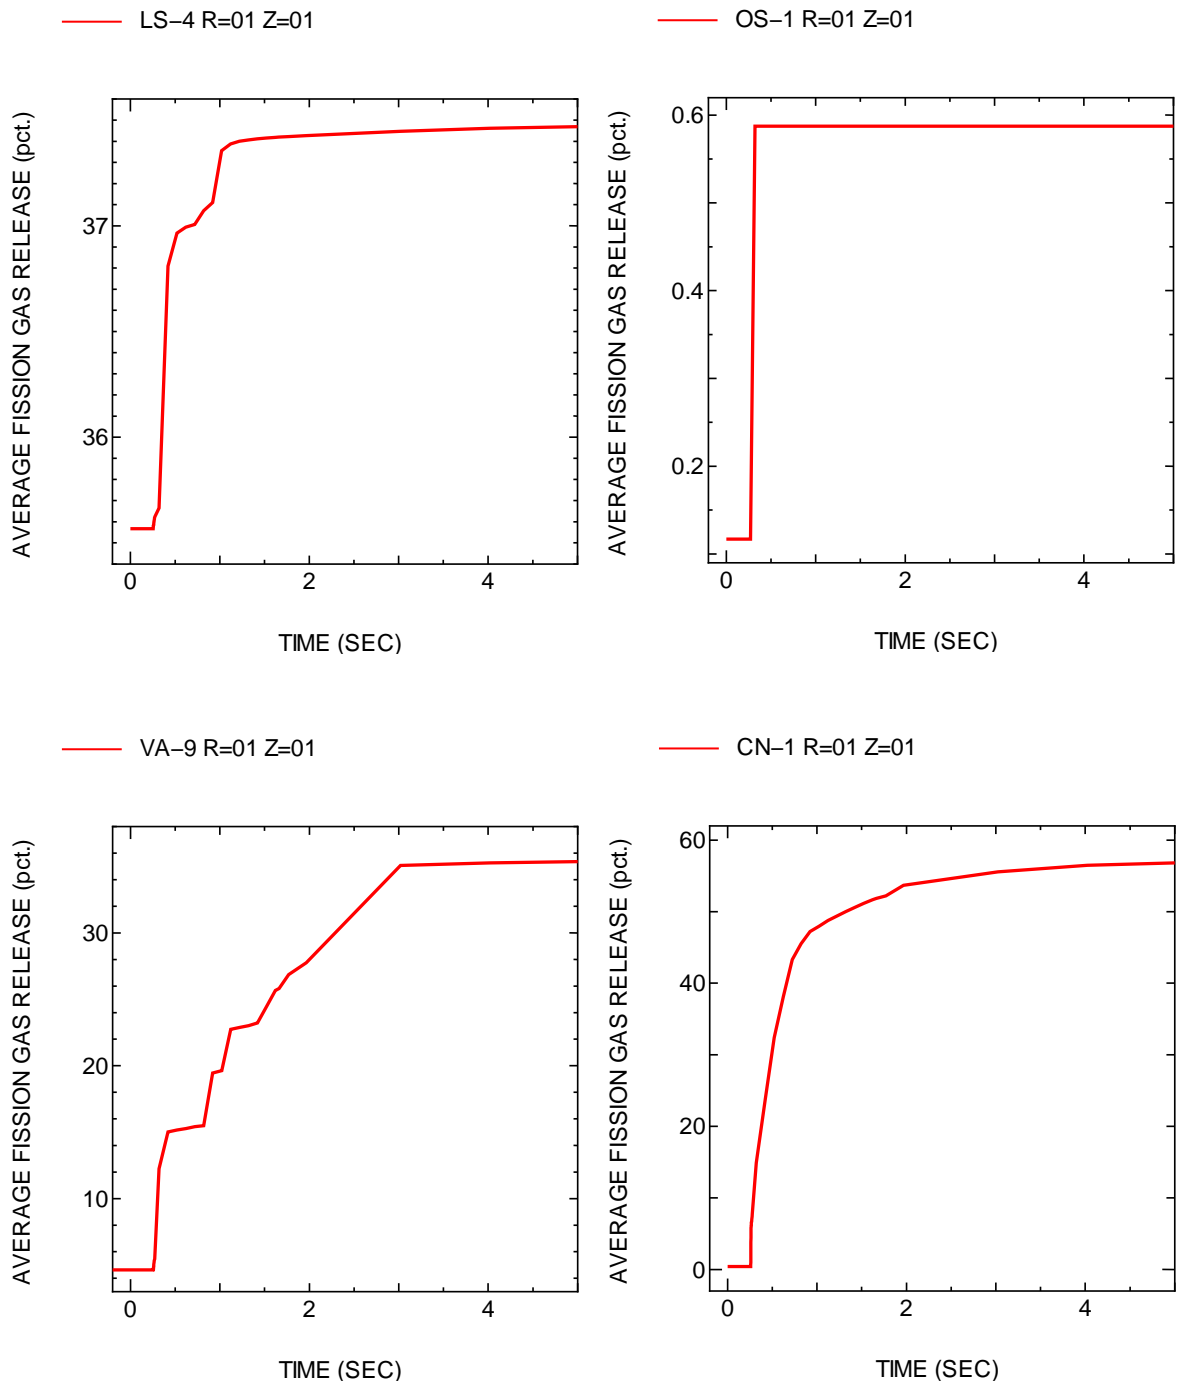 LS−4 R=01 Z=01
AVERAGE FISSION GAS RELEASE (pct.)
37
36
0 2 4
TIME (SEC)
OS−1 R=01 Z=01
AVERAGE FISSION GAS RELEASE (pct.)
0.6
0.4
0.2
0 2 4
TIME (SEC)
VA−9 R=01 Z=01
AVERAGE FISSION GAS RELEASE (pct.)
30
20
10
0 2 4
TIME (SEC)
CN−1 R=01 Z=01
AVERAGE FISSION GAS RELEASE (pct.)
60
40
20
0
0 2 4
TIME (SEC)